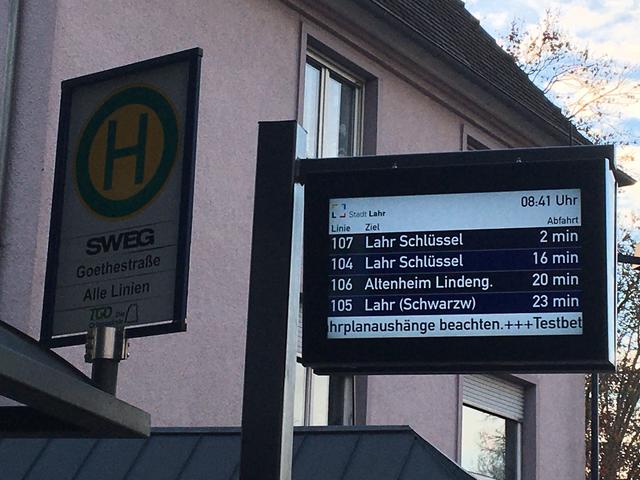 H
SWEG
Goethestraße
Alle Linien
TGO Die
Stadt Lahr
08:41 Uhr
Linie Ziel Abfahrt
107 Lahr Schlüssel 2 min
104 Lahr Schlüssel 16 min
106 Altenheim Lindeng. 20 min
105 Lahr (Schwarzw) 23 min
hrplanaushänge beachten.+++Testbet